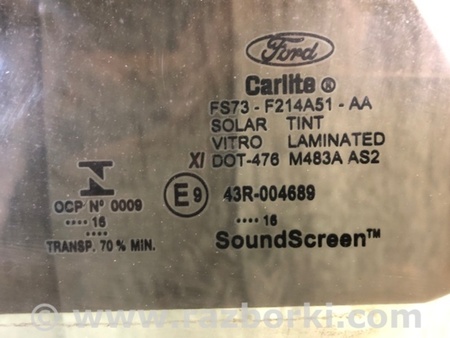 Ford
Carlite ®
FS73 - F214A51 - AA
SOLAR TINT
VITRO LAMINATED
XI DOT-476 M483A AS2
E9 43R-004689
.... 16
SoundScreen™
OCP Nº 0009
.... 16
TRANSP. 70 % MIN.
© www.razborki.com